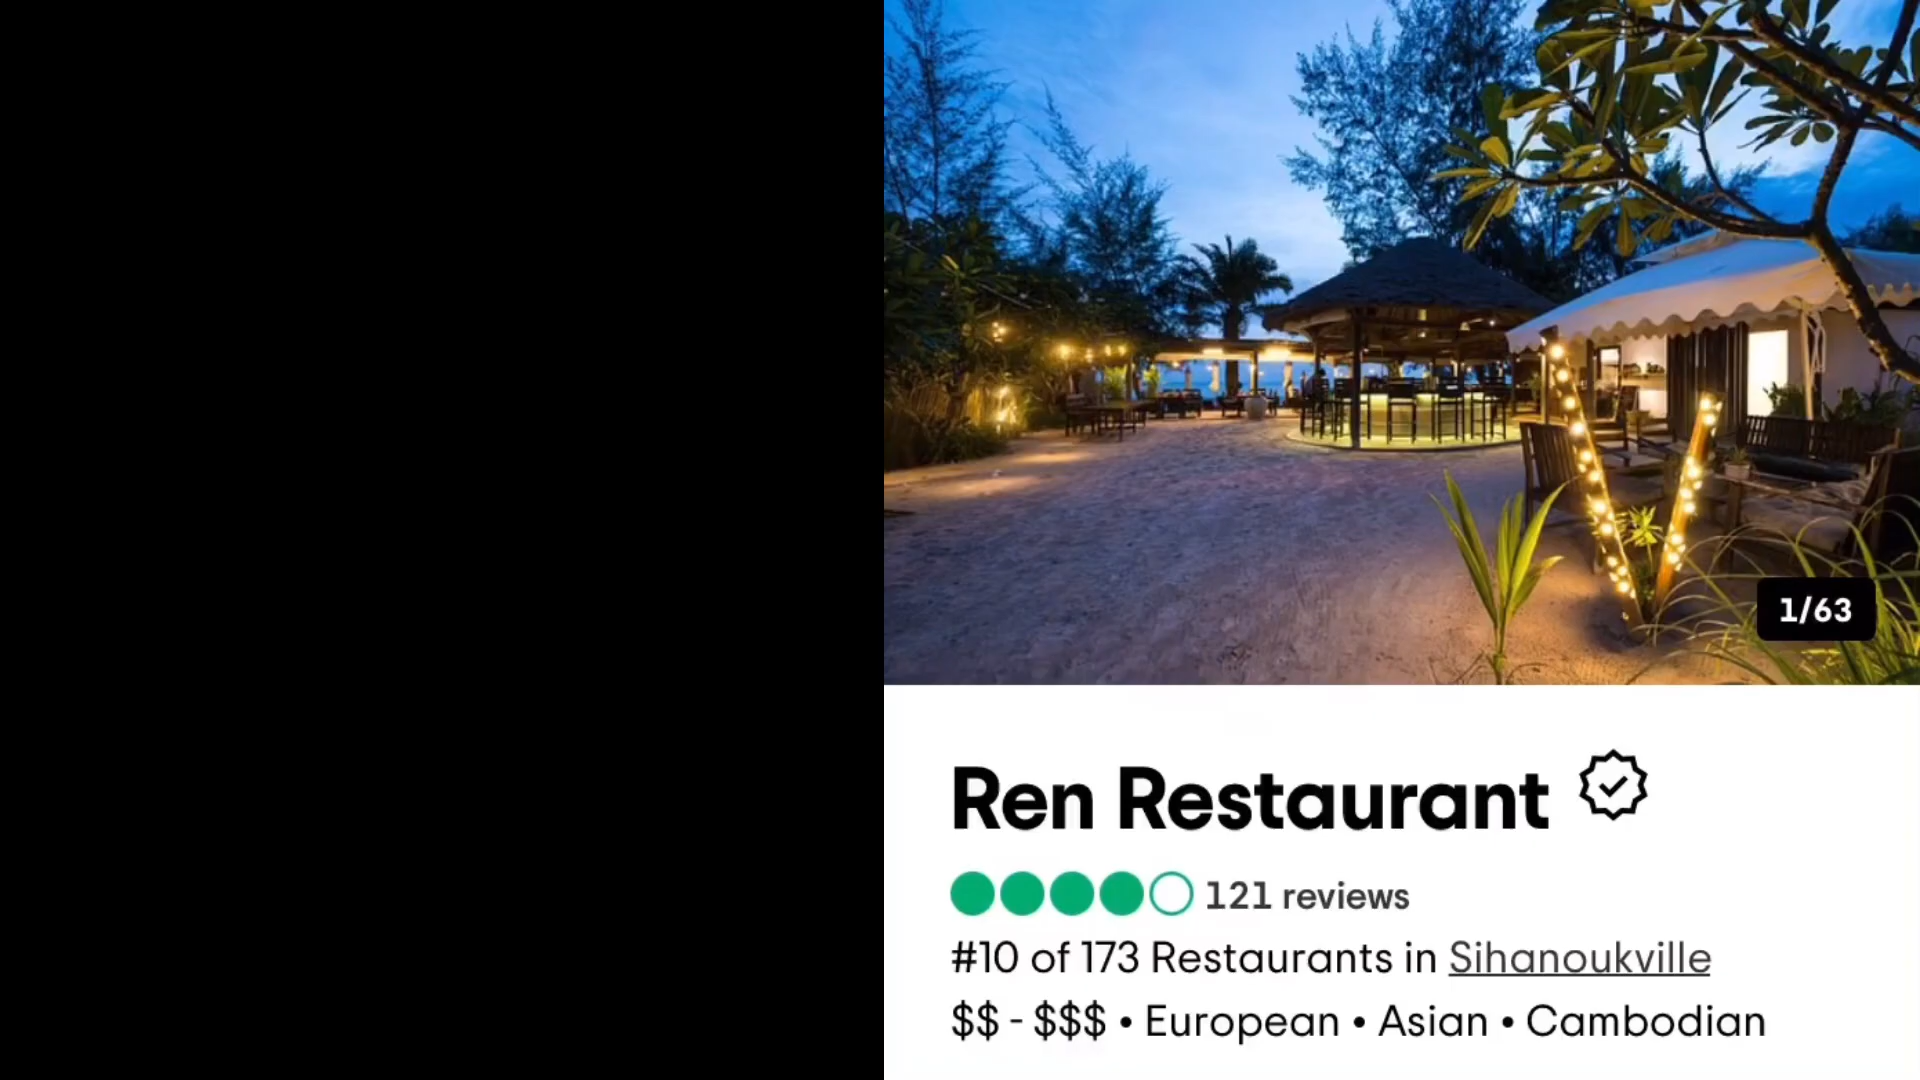 1/63
Ren Restaurant
121 reviews
#10 of 173 Restaurants in Sihanoukville
$$ - $$$ • European • Asian • Cambodian